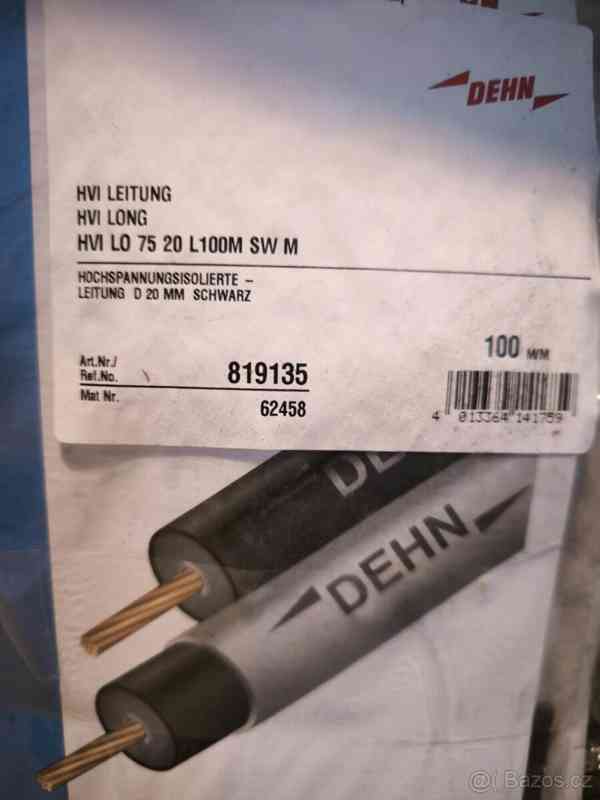 DEHN
HVI LEITUNG
HVI LONG
HVI LO 75 20 L100M SW M
HOCHSPANNUNGSISOLIERTE -
LEITUNG D 20 MM SCHWARZ
100 M/M
Art.Nr./
Ref.No. 819135
Mat Nr. 62458
4 013364 141759
DE
DEHN
@i Bazos.cz